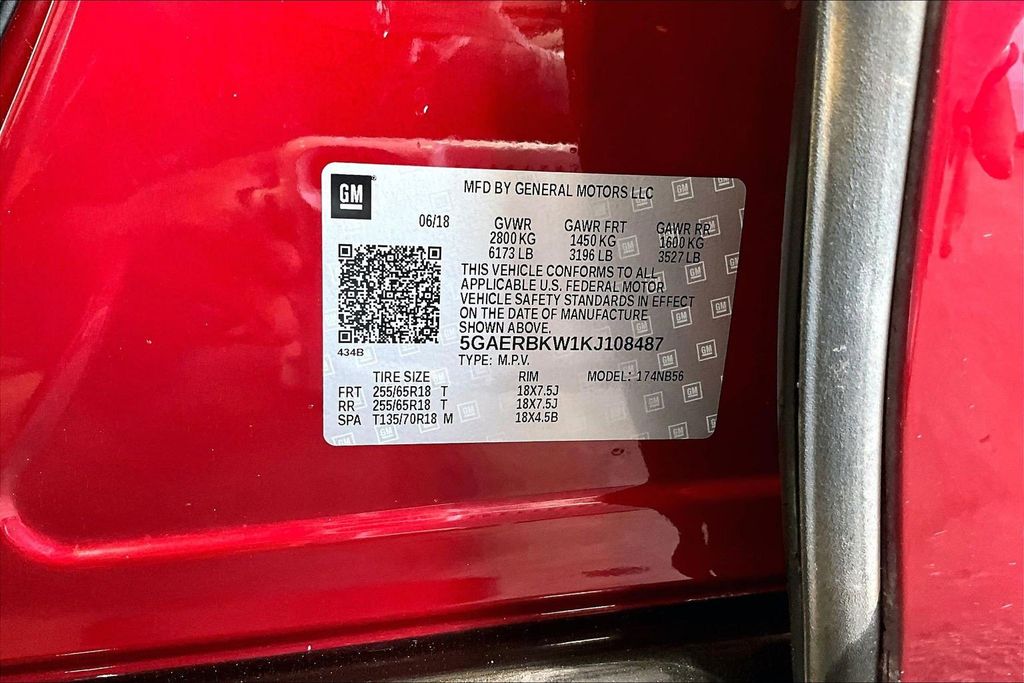 GM
MFD BY GENERAL MOTORS LLC
06/18 GVWR GAWR FRT GAWR RR
2800 KG 1450 KG 1600 KG
6173 LB 3196 LB 3527 LB
THIS VEHICLE CONFORMS TO ALL
APPLICABLE U.S. FEDERAL MOTOR
VEHICLE SAFETY STANDARDS IN EFFECT
ON THE DATE OF MANUFACTURE
SHOWN ABOVE.
5GAERBKW1KJ108487
434B
TYPE: M.P.V.
TIRE SIZE RIM MODEL: 174NB56
FRT 255/65R18 T 18X7.5J
RR 255/65R18 T 18X7.5J
SPA T135/70R18 M 18X4.5B